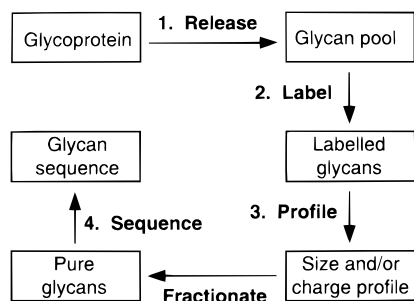 Glycoprotein
1. Release
Glycan pool
2. Label
Labelled
glycans
3. Profile
Size and/or
charge profile
Fractionate
Pure
glycans
4. Sequence
Glycan
sequence